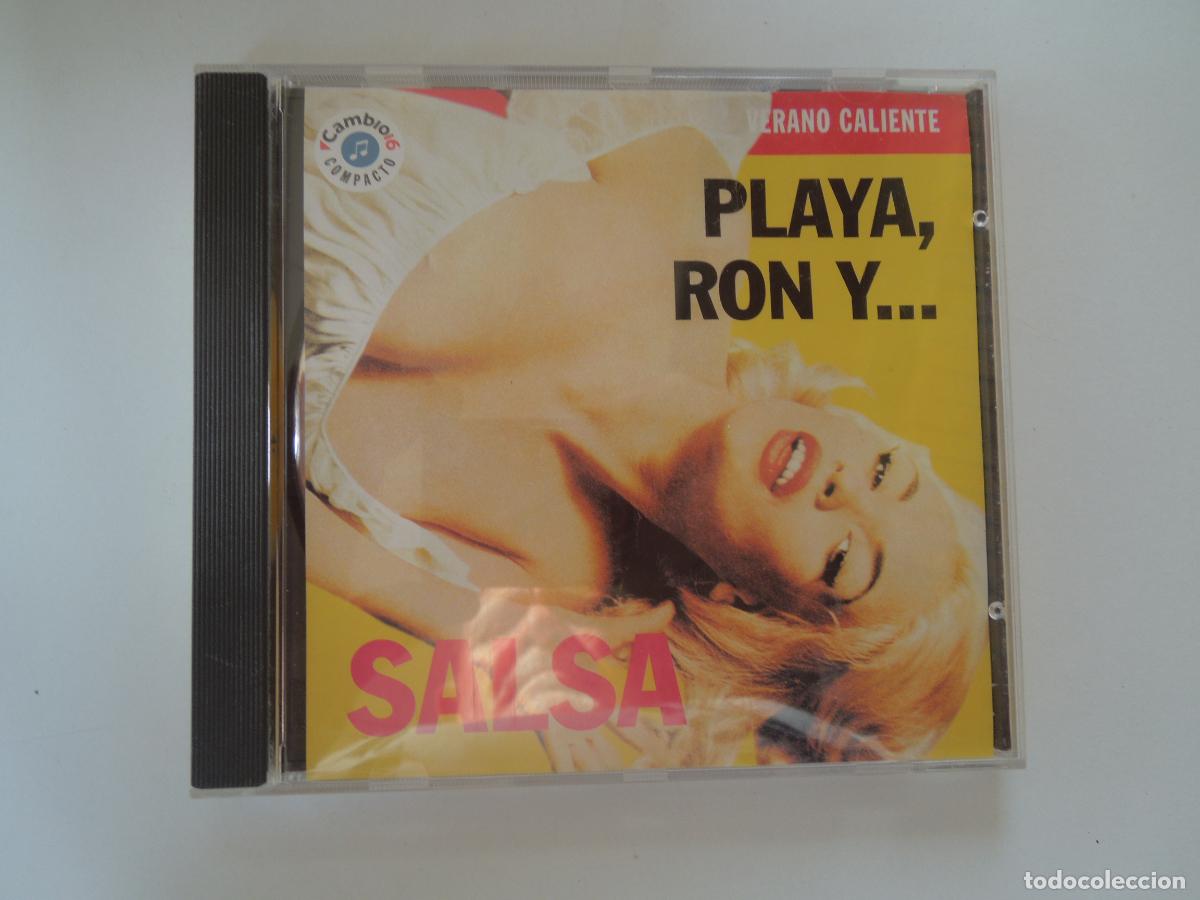 Cambio16
COMPACTO
VERANO CALIENTE
PLAYA,
RON Y...
SALSA
todocoleccion